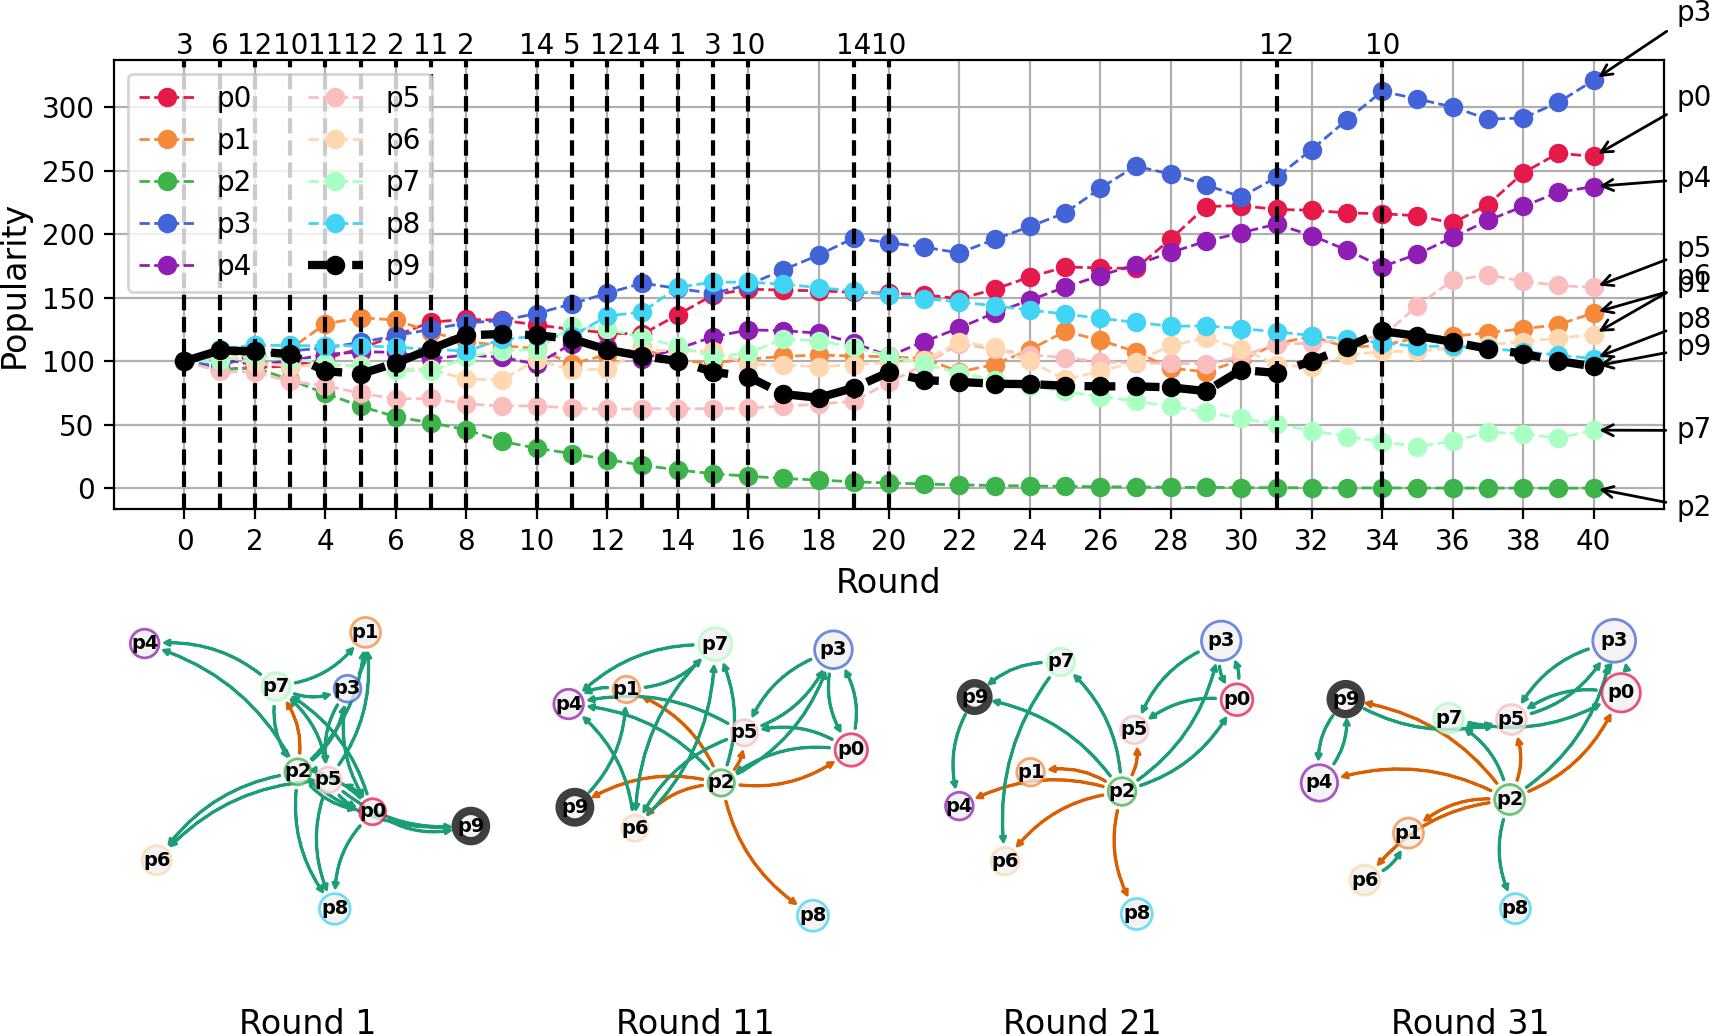 p3
3 6 12 10 11 12 2 11 2 14 5 12 14 1 3 10 14 10 12 10
300
250
200
150
100
50
0
Popularity
p0 p5
p1 p6
p2 p7
p3 p8
p4 p9
p0
p4
p5
p6
p1
p8
p9
p7
p2
0 2 4 6 8 10 12 14 16 18 20 22 24 26 28 30 32 34 36 38 40
Round
p4 p1 p7 p3 p2 p5 p0 p9 p6 p8
p7 p3 p1 p4 p5 p0 p2 p9 p6 p8
p3 p7 p9 p0 p5 p1 p2 p4 p6 p8
p3 p0 p9 p7 p5 p4 p2 p1 p6 p8
Round 1 Round 11 Round 21 Round 31